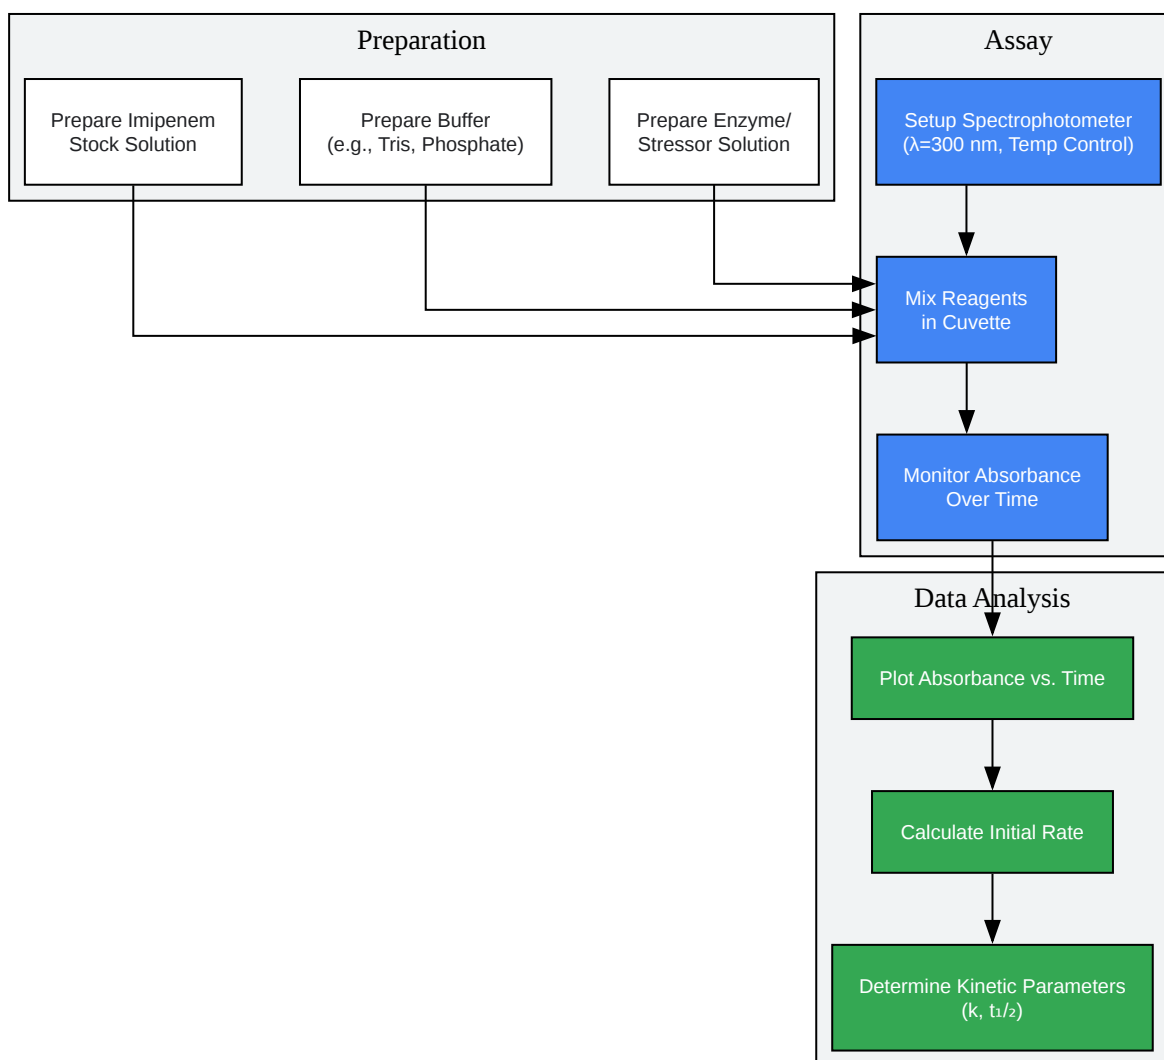 Preparation
Prepare Imipenem
Stock Solution
Prepare Buffer
(e.g., Tris, Phosphate)
Prepare Enzyme/
Stressor Solution
Assay
Setup Spectrophotometer
(λ=300 nm, Temp Control)
Mix Reagents
in Cuvette
Monitor Absorbance
Over Time
Data Analysis
Plot Absorbance vs. Time
Calculate Initial Rate
Determine Kinetic Parameters
(k, t₁/₂)